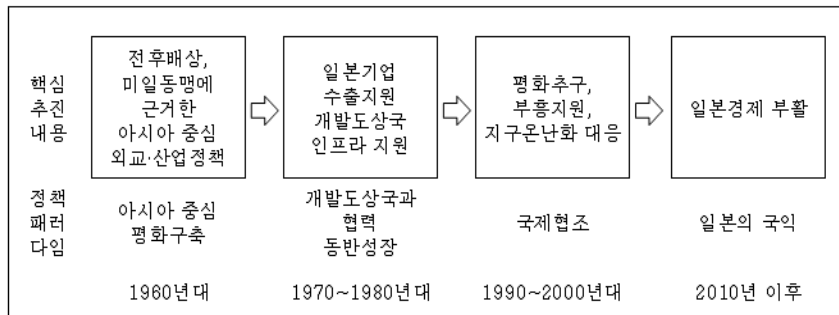 핵심
추진
내용
전후배상,
미일동맹에
근거한
아시아 중심
외교·산업정책
일본기업
수출지원
개발도상국
인프라 지원
평화추구,
부흥지원,
지구온난화 대응
일본경제 부활
정책
패러
다임
아시아 중심
평화구축
개발도상국과
협력
동반성장
국제협조
일본의 국익
1960년대
1970~1980년대
1990~2000년대
2010년 이후